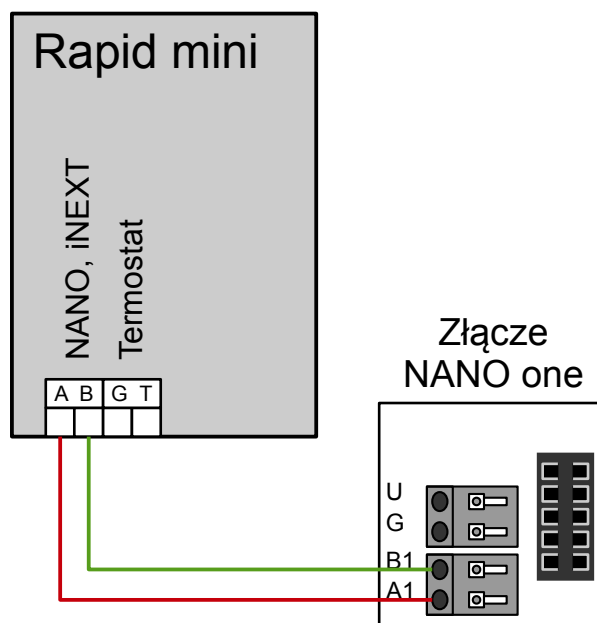 Rapid mini
NANO, iNEXT
Termostat
A B G T
Złącze
NANO one
U
G
B1
A1